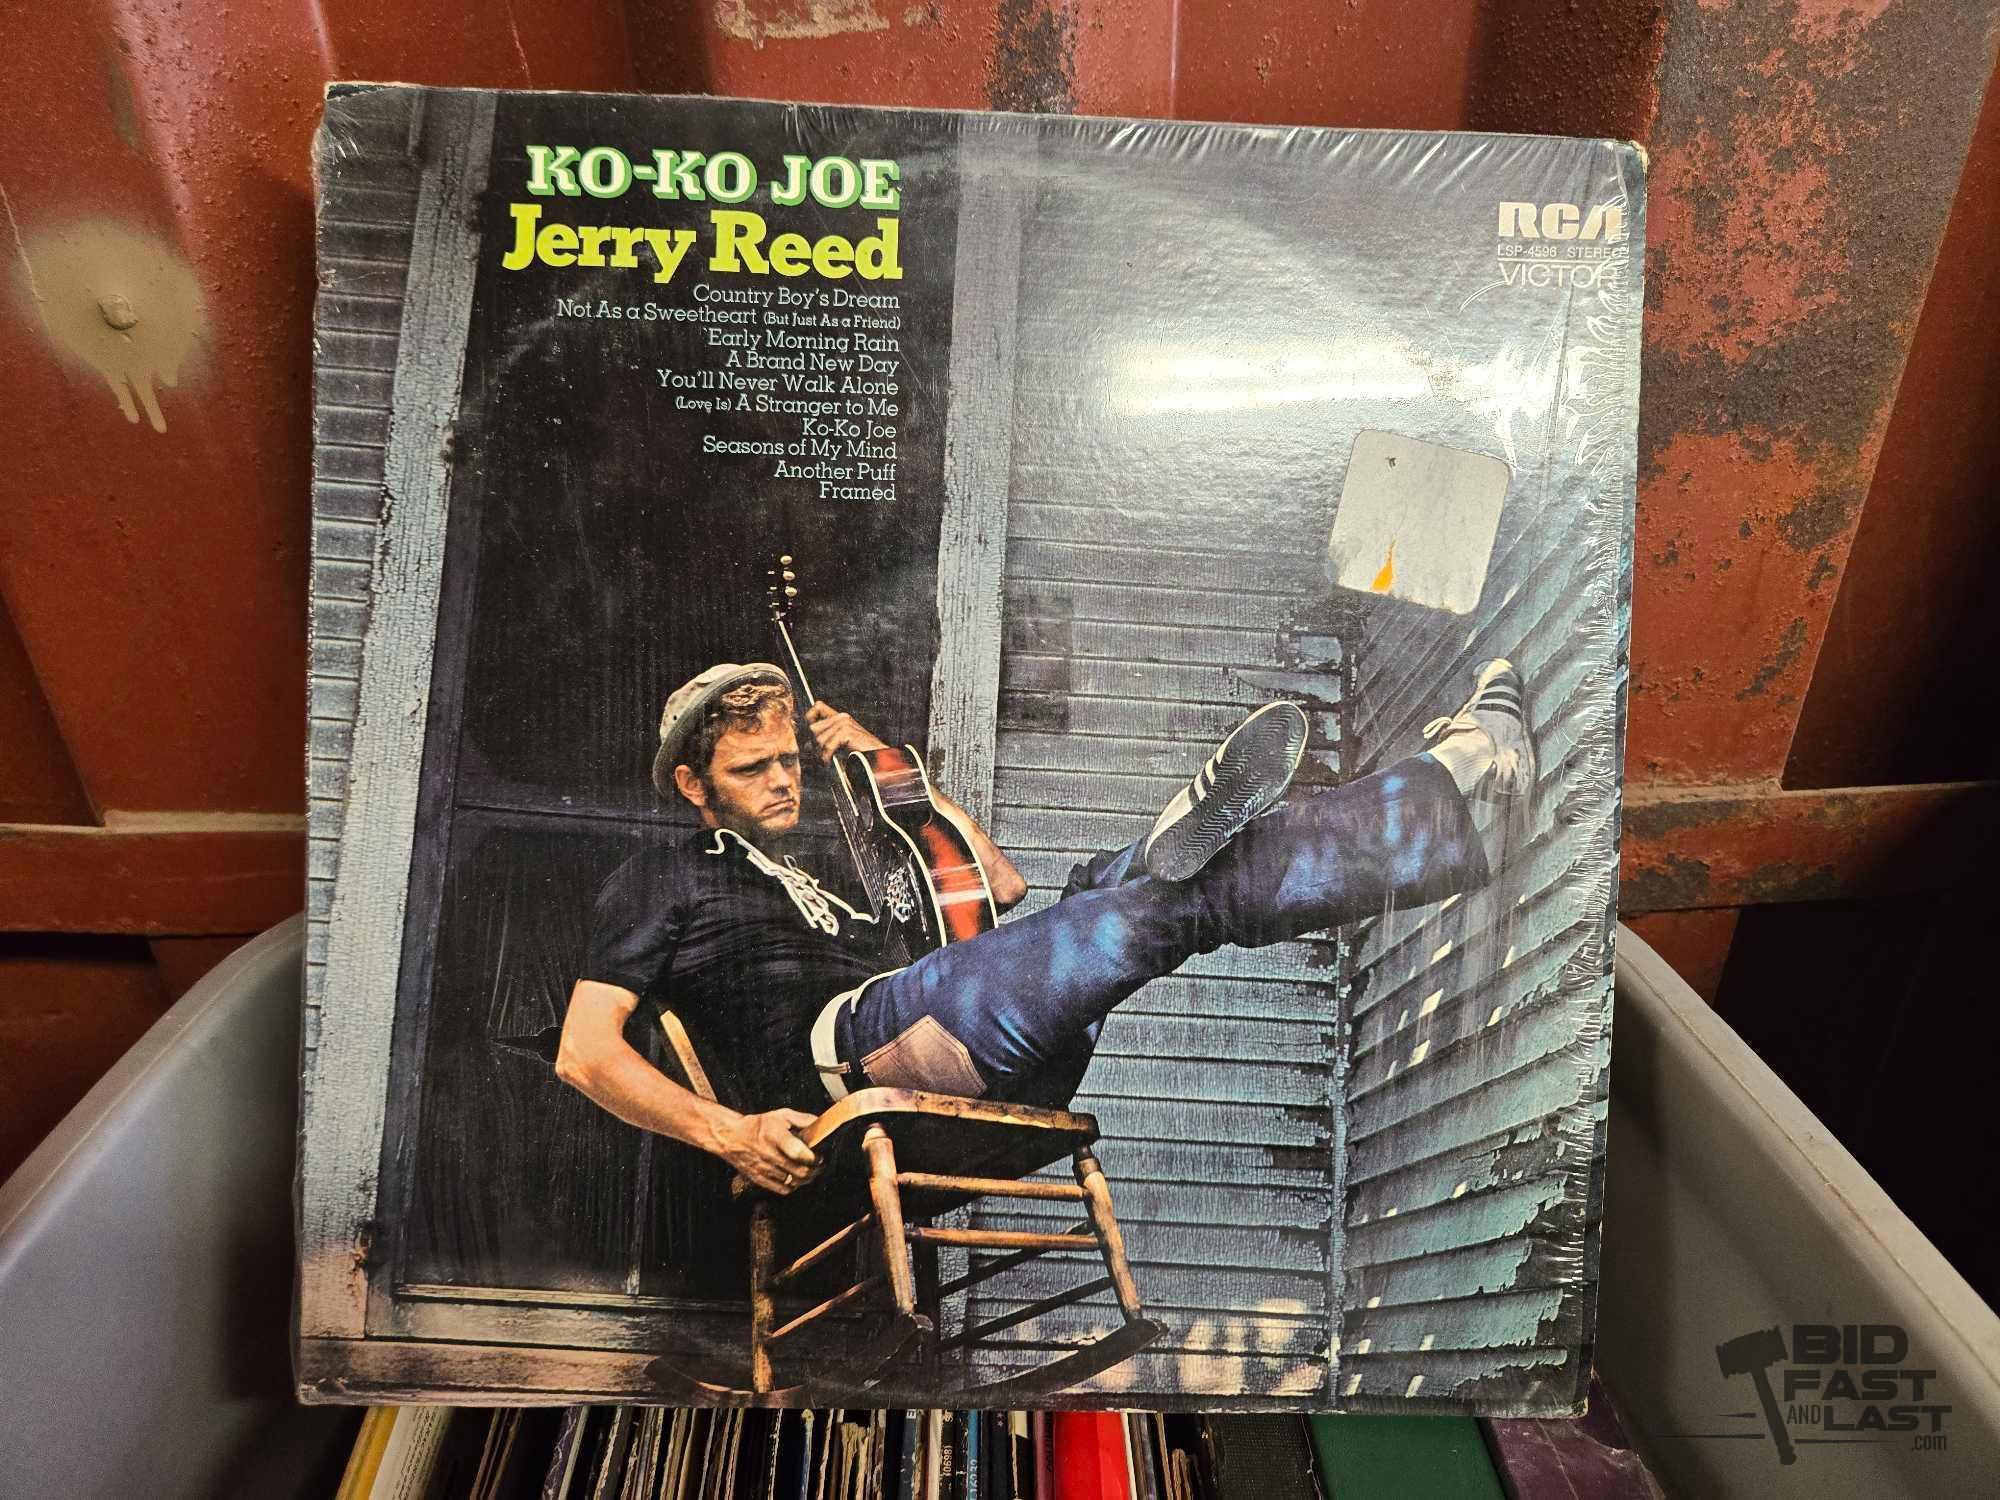 KO-KO JOE
Jerry Reed
Country Boy's Dream
Not As a Sweetheart (But Just As a Friend)
Early Morning Rain
A Brand New Day
You'll Never Walk Alone
(Love Is) A Stranger to Me
Ko-Ko Joe
Seasons of My Mind
Another Puff
Framed
RCA
LSP-4596 STEREO
VICTOR
BID
FAST
AND LAST
.com